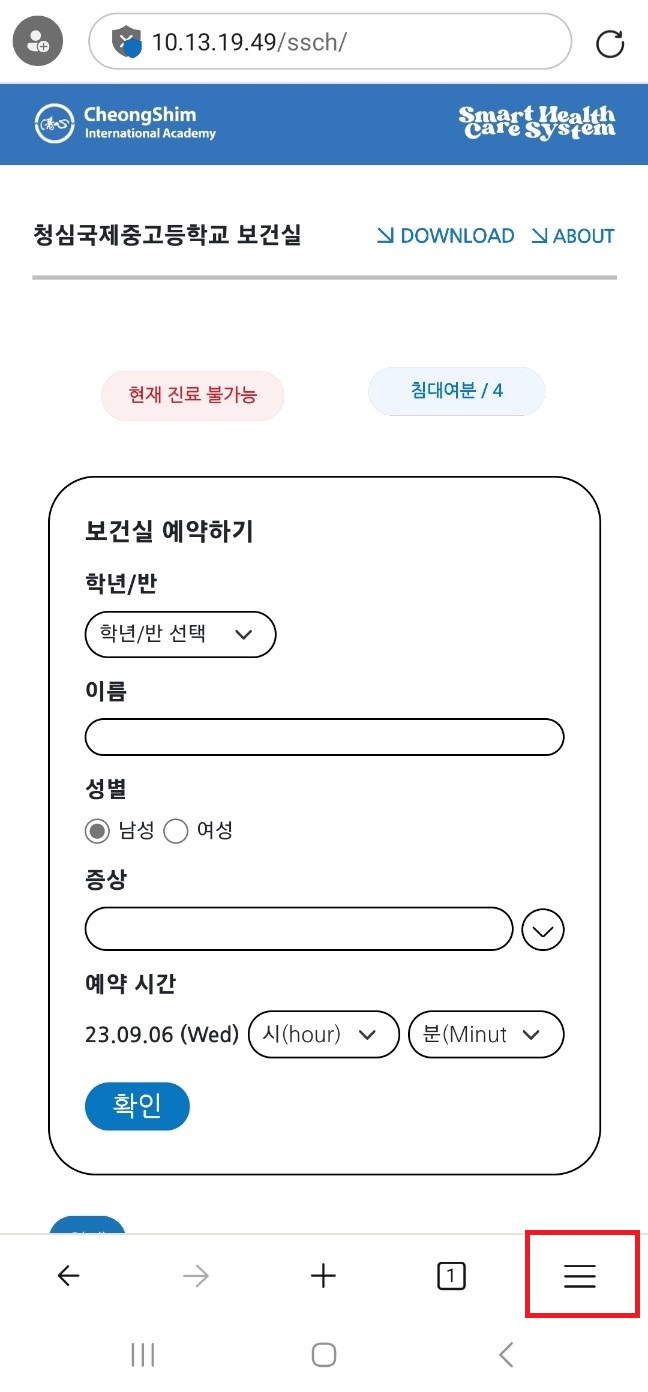 10.13.19.49/ssch/
CheongShim
International Academy
Smart Health
Care System
청심국제중고등학교 보건실
DOWNLOAD
ABOUT
현재 진료 불가능
침대여분 / 4
보건실 예약하기
학년/반
학년/반 선택
이름
성별
남성
여성
증상
예약 시간
23.09.06 (Wed)
시(hour)
분(Minut
확인
1